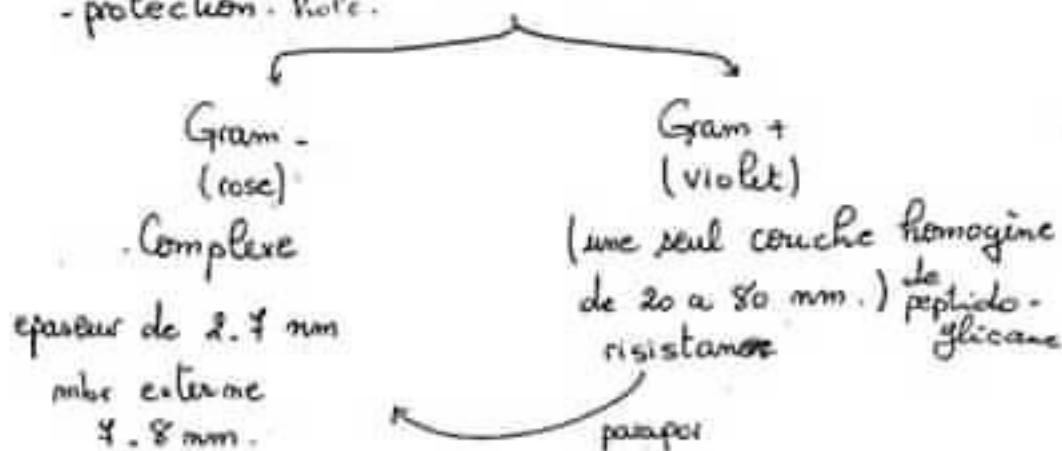 - protection.
Gram -
(rose)
. Complexe
epaseur de 2.7 nm
mbr externe
7.8 nm.
Gram +
(violet)
(une seul couche homogène
de 20 a 80 nm.) de peptido-
glicane
risistance
parapor